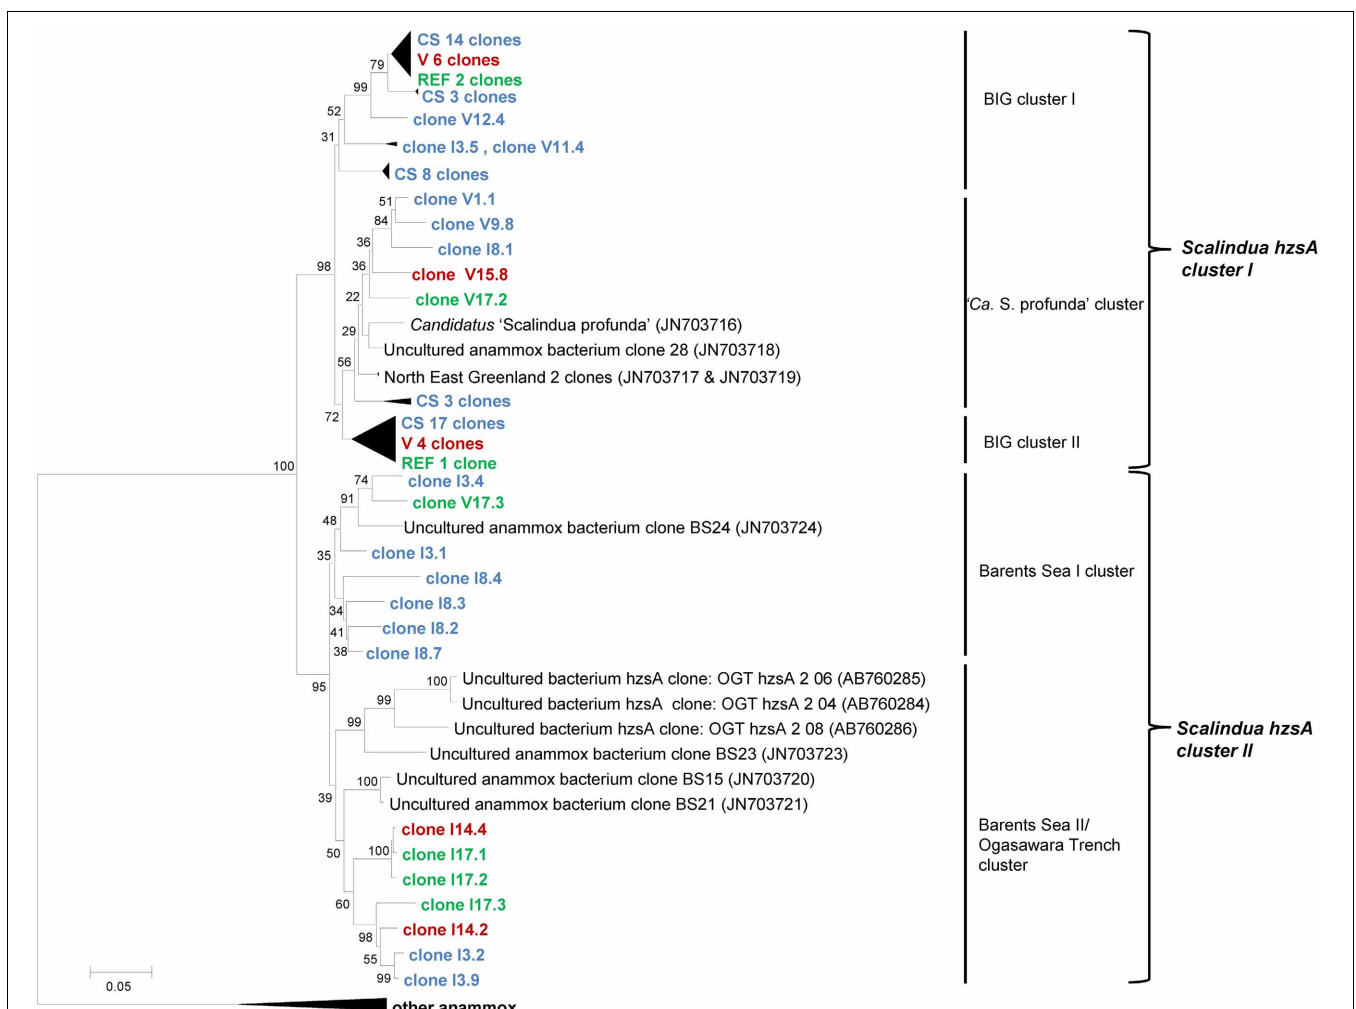 CS 14 clones
V 6 clones
REF 2 clones
79
CS 3 clones
99
BIG cluster I
52
clone V12.4
31
clone I3.5 , clone V11.4
CS 8 clones
51
clone V1.1
84
clone V9.8
36
clone I8.1
Scalindua hzsA
cluster I
98
36
clone  V15.8
22
clone V17.2
'Ca. S. profunda' cluster
29
Candidatus 'Scalindua profunda' (JN703716)
Uncultured anammox bacterium clone 28 (JN703718)
56
North East Greenland 2 clones (JN703717 & JN703719)
CS 3 clones
72
CS 17 clones
V 4 clones
REF 1 clone
BIG cluster II
100
74
clone I3.4
91
clone V17.3
48
Uncultured anammox bacterium clone BS24 (JN703724)
35
clone I3.1
Barents Sea I cluster
clone I8.4
34
clone I8.3
41
clone I8.2
38
clone I8.7
95
100
Uncultured bacterium hzsA clone: OGT hzsA 2 06 (AB760285)
99
Uncultured bacterium hzsA  clone: OGT hzsA 2 04 (AB760284)
99
Uncultured bacterium hzsA clone: OGT hzsA 2 08 (AB760286)
Scalindua hzsA
cluster II
Uncultured anammox bacterium clone BS23 (JN703723)
100
Uncultured anammox bacterium clone BS15 (JN703720)
39
Uncultured anammox bacterium clone BS21 (JN703721)
clone I14.4
Barents Sea II/
Ogasawara Trench
cluster
50
100
clone I17.1
clone I17.2
60
clone I17.3
98
clone I14.2
55
clone I3.2
99
clone I3.9
0.05
other anammox